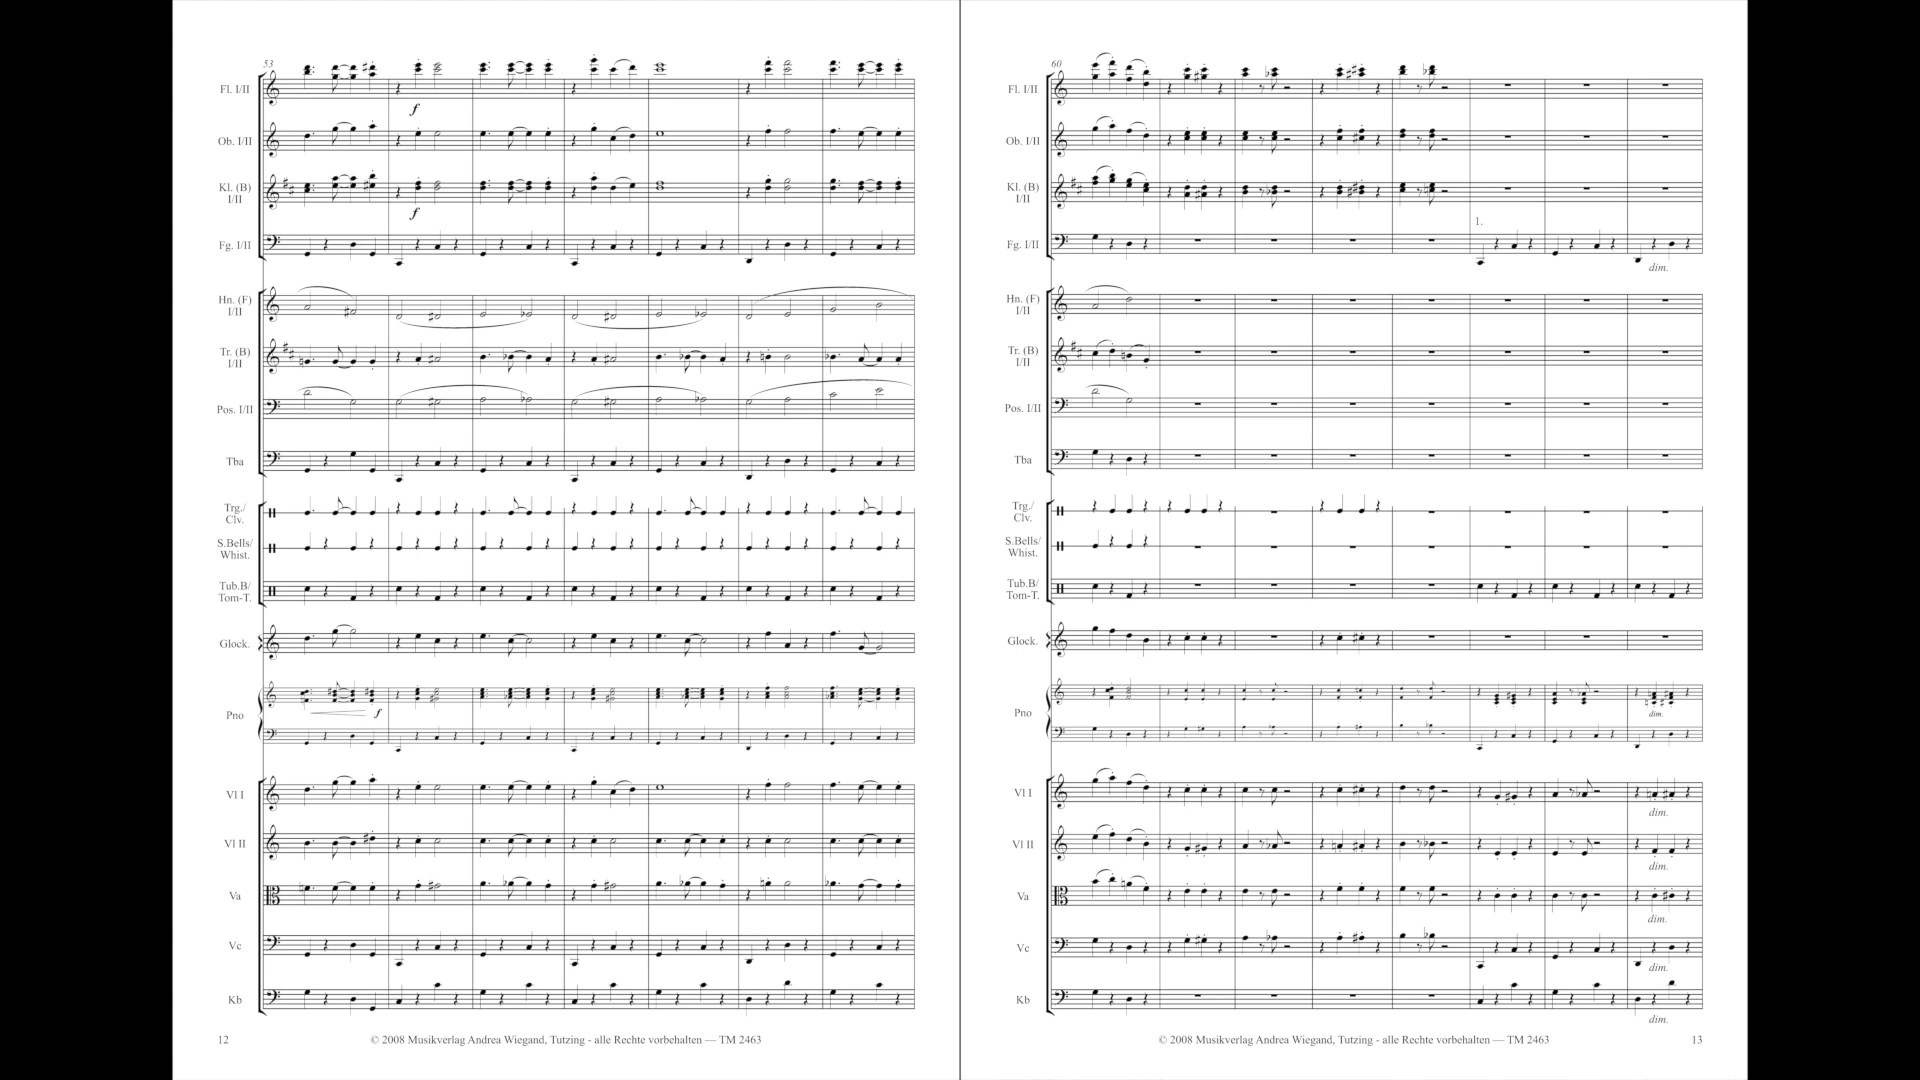 53
Fl. I/II
f
Ob. I/II
Kl. (B)
I/II
f
Fg. I/II
Hn. (F)
I/II
Tr. (B)
I/II
Pos. I/II
Tba
Trg./
Clv.
S.Bells/
Whist.
Tub.B/
Tom-T.
Glock.
Pno
f
Vl I
Vl II
Va
Vc
Kb
12
© 2008 Musikverlag Andrea Wiegand, Tutzing - alle Rechte vorbehalten — TM 2463
60
Fl. I/II
Ob. I/II
Kl. (B)
I/II
1.
Fg. I/II
dim.
Hn. (F)
I/II
Tr. (B)
I/II
Pos. I/II
Tba
Trg./
Clv.
S.Bells/
Whist.
Tub.B/
Tom-T.
Glock.
Pno
dim.
Vl I
dim.
Vl II
dim.
Va
dim.
Vc
dim.
Kb
dim.
© 2008 Musikverlag Andrea Wiegand, Tutzing - alle Rechte vorbehalten — TM 2463
13